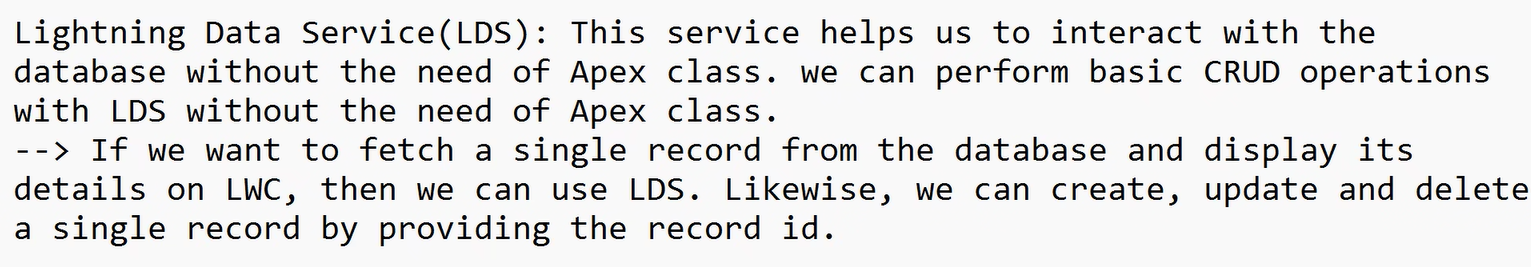 Lightning Data Service(LDS): This service helps us to interact with the
database without the need of Apex class. we can perform basic CRUD operations
with LDS without the need of Apex class.
--> If we want to fetch a single record from the database and display its
details on LWC, then we can use LDS. Likewise, we can create, update and delete
a single record by providing the record id.